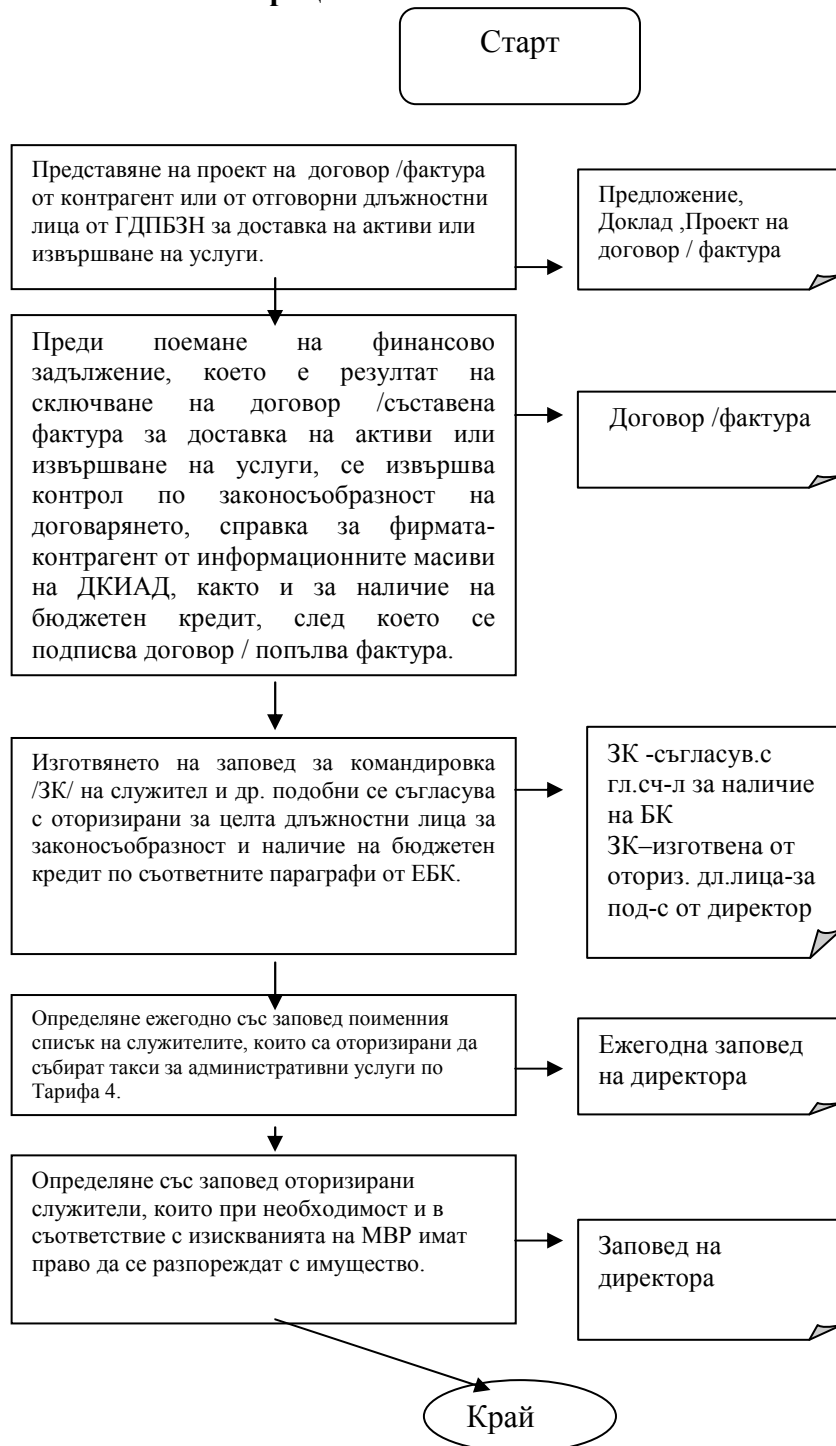 Старт
Представяне на проект на договор /фактура
от контрагент или от отговорни длъжностни
лица от ГДПБЗН за доставка на активи или
извършване на услуги.
Предложение,
Доклад ,Проект на
договор / фактура
Преди поемане на финансово
задължение, което е резултат на
сключване на договор /съставена
фактура за доставка на активи или
извършване на услуги, се извършва
контрол по законосъобразност на
договарянето, справка за фирмата-
контрагент от информационните масиви
на ДКИАД, както и за наличие на
бюджетен кредит, след което се
подписва договор / попълва фактура.
Договор /фактура
Изготвянето на заповед за командировка
/ЗК/ на служител и др. подобни се съгласува
с оторизирани за целта длъжностни лица за
законосъобразност и наличие на бюджетен
кредит по съответните параграфи от ЕБК.
ЗК -съгласув.с
гл.сч-л за наличие
на БК
ЗК–изготвена от
оториз. дл.лица-за
под-с от директор
Определяне ежегодно със заповед поименния
списък на служителите, които са оторизирани да
събират такси за административни услуги по
Тарифа 4.
Ежегодна заповед
на директора
Определяне със заповед оторизирани
служители, които при необходимост и в
съответствие с изискванията на МВР имат
право да се разпореждат с имущество.
Заповед на
директора
Край